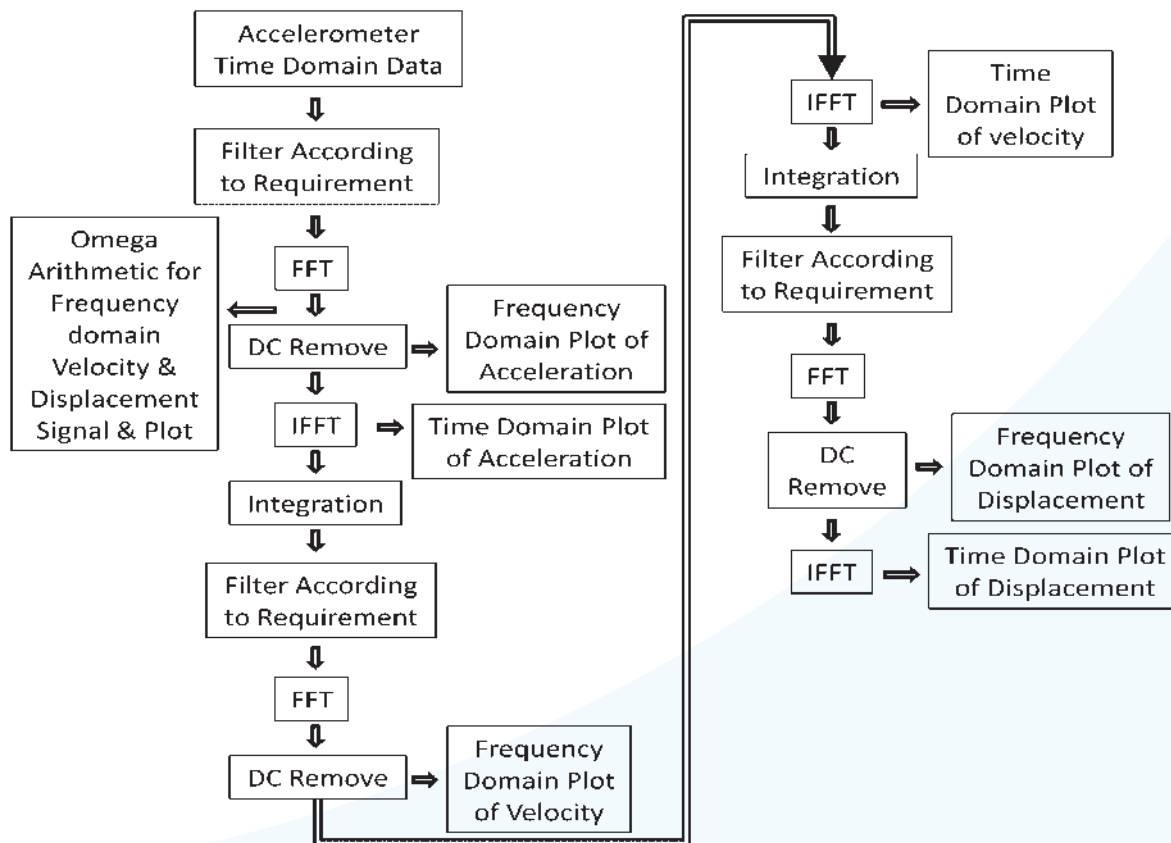 Accelerometer
Time Domain Data
Filter According
to Requirement
FFT
Omega
Arithmetic for
Frequency
domain
Velocity &
Displacement
Signal & Plot
DC Remove
Frequency
Domain Plot of
Acceleration
IFFT
Time Domain Plot
of Acceleration
Integration
Filter According
to Requirement
FFT
DC Remove
Frequency
Domain Plot
of Velocity
IFFT
Time
Domain Plot
of velocity
Integration
Filter According
to Requirement
FFT
DC
Remove
Frequency
Domain Plot of
Displacement
IFFT
Time Domain Plot
of Displacement